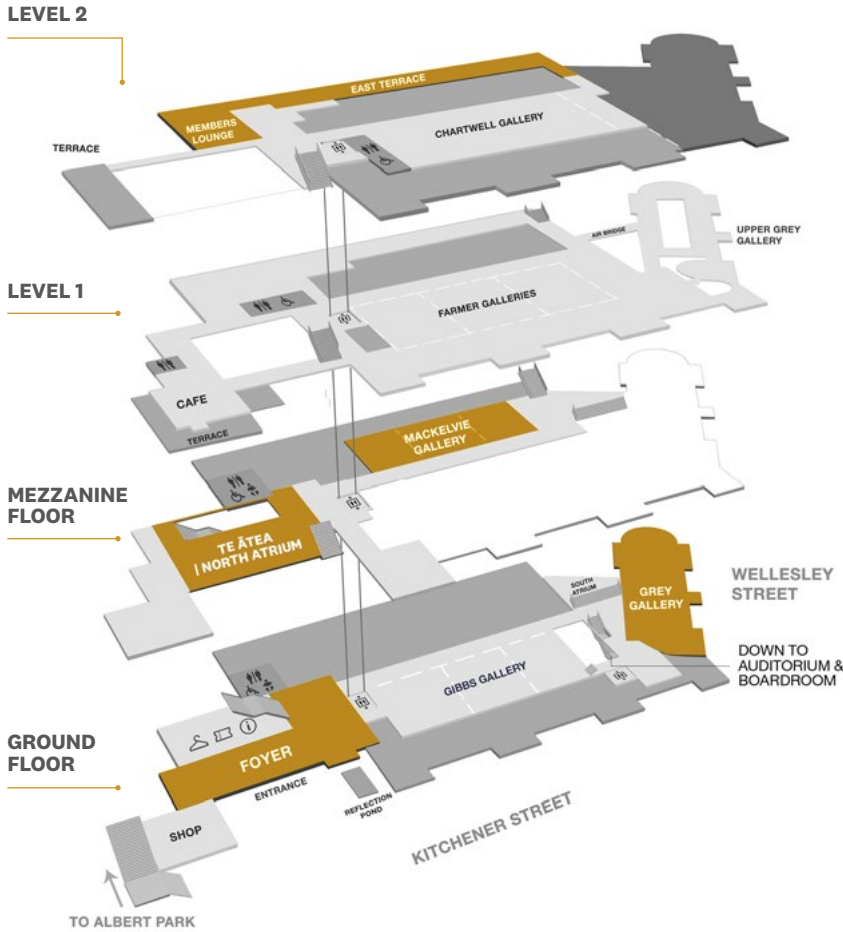 LEVEL 2
EAST TERRACE
MEMBERS
LOUNGE
CHARTWELL GALLERY
TERRACE
AIR BRIDGE
UPPER GREY
GALLERY
LEVEL 1
FARMER GALLERIES
CAFE
TERRACE
MACKELVIE
GALLERY
MEZZANINE
FLOOR
TE ĀTEA
| NORTH ATRIUM
SOUTH
ATRIUM
GREY
GALLERY
WELLESLEY
STREET
DOWN TO
AUDITORIUM &
BOARDROOM
GIBBS GALLERY
GROUND
FLOOR
FOYER
ENTRANCE
REFLECTION
POND
KITCHENER STREET
SHOP
TO ALBERT PARK